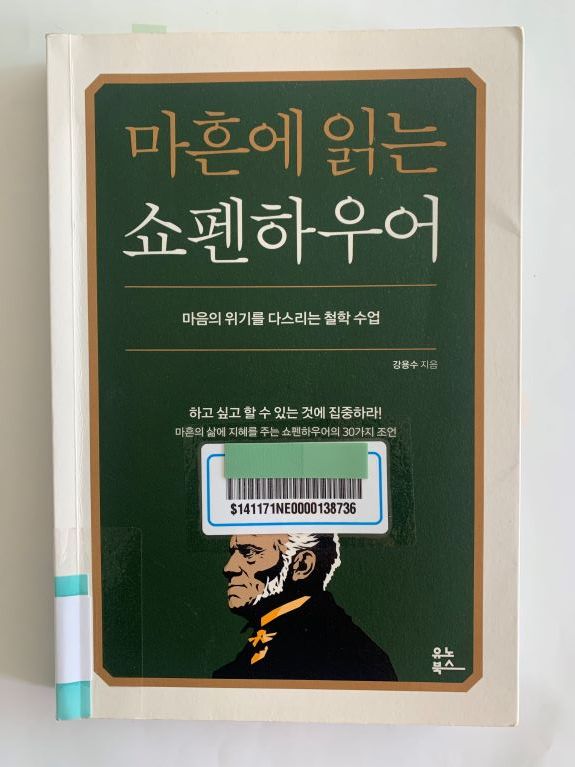 마흔에 읽는
쇼펜하우어
마음의 위기를 다스리는 철학 수업
강용수 지음
하고 싶고 할 수 있는 것에 집중하라!
마흔의 삶에 지혜를 주는 쇼펜하우어의 30가지 조언
$141171NE0000138736
유노
북스